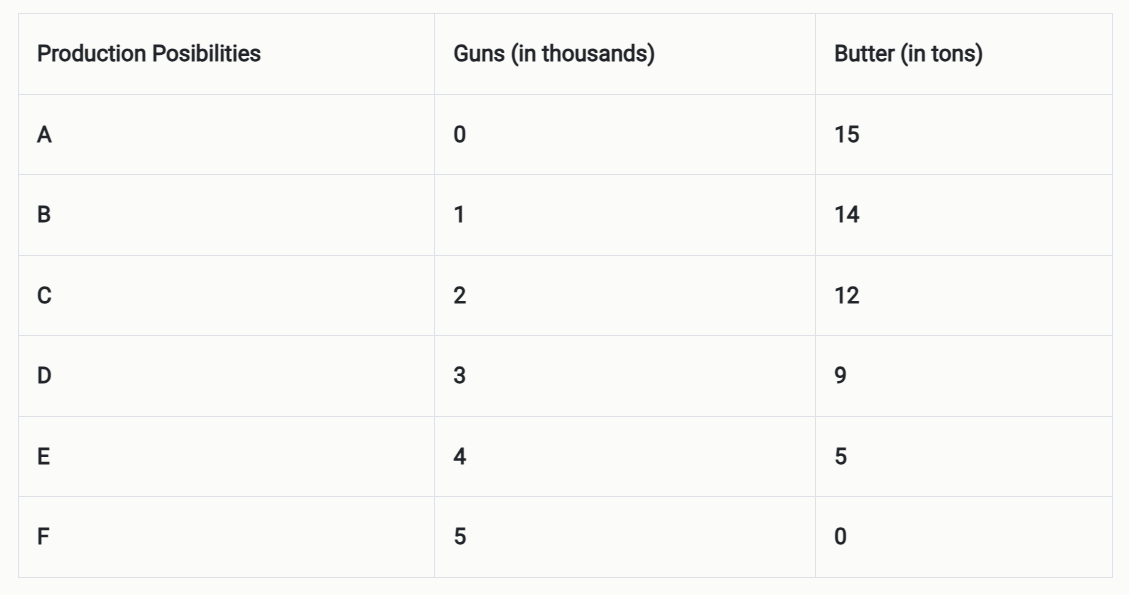 Production Posibilities Guns (in thousands) Butter (in tons)
A 0 15
B 1 14
C 2 12
D 3 9
E 4 5
F 5 0